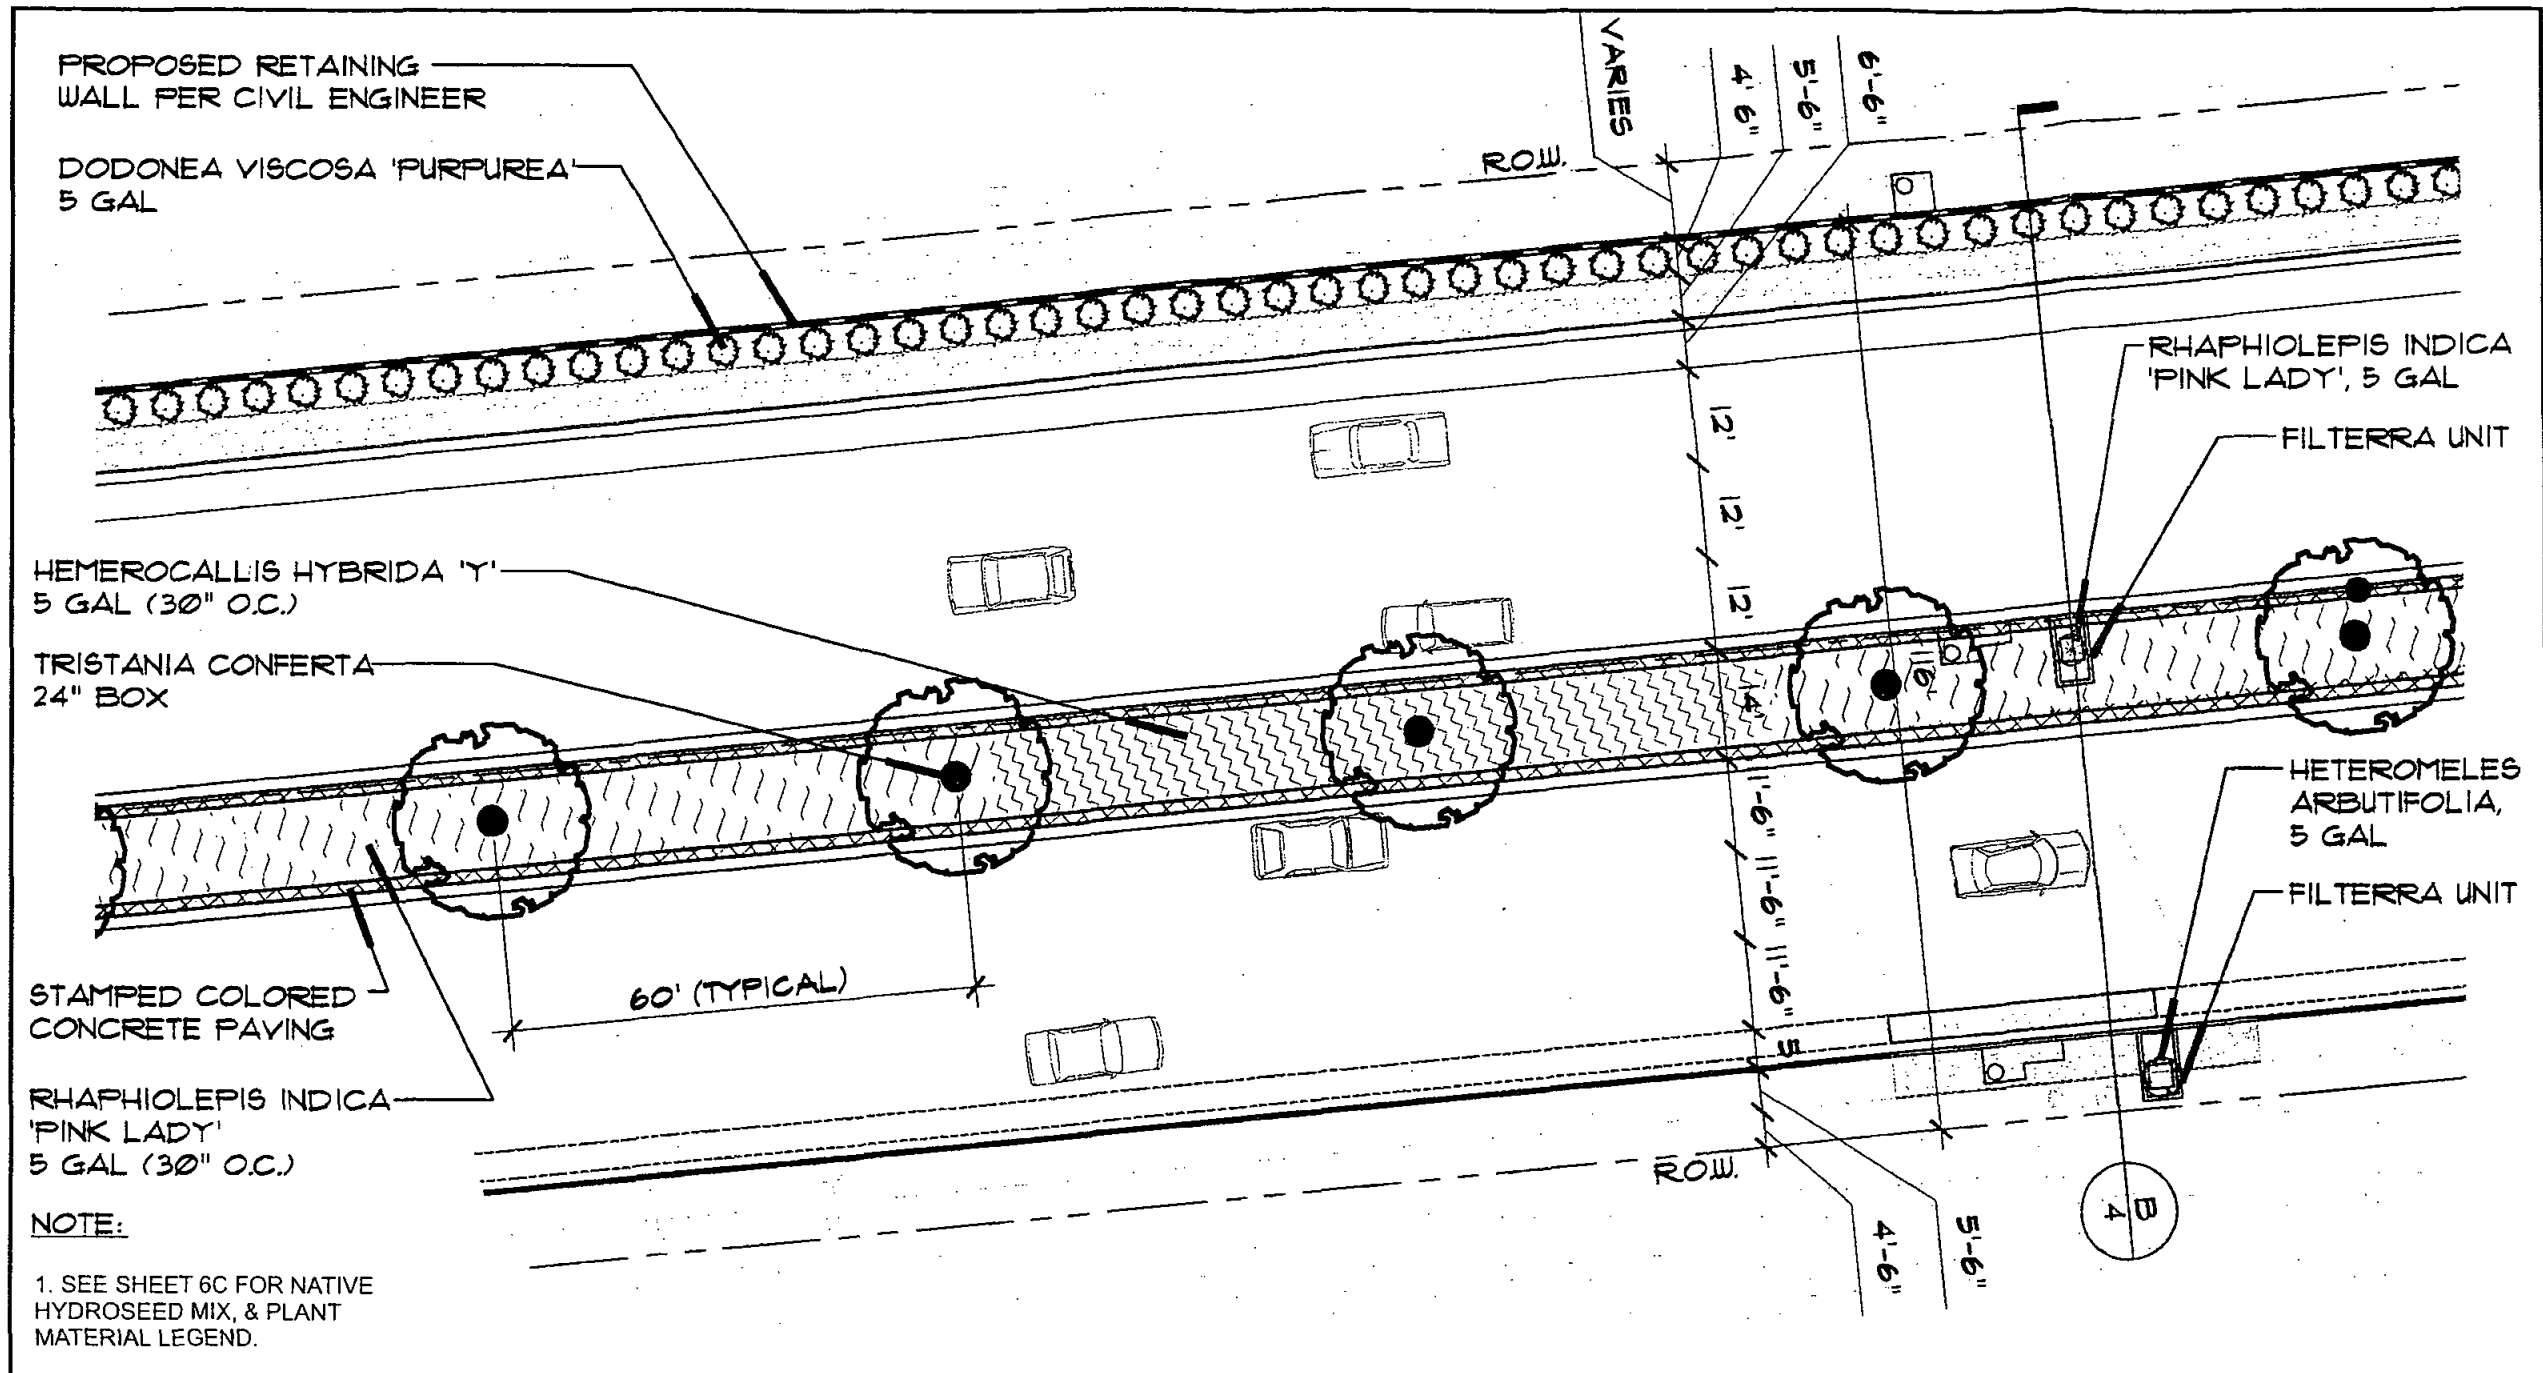 PROPOSED RETAINING
WALL PER CIVIL ENGINEER
DODONEA VISCOSA 'PURPUREA'
5 GAL
VARIES
4' 6"
5'-6"
6'-6"
R.O.W.
RHAPHIOLEPIS INDICA
'PINK LADY', 5 GAL
FILTERRA UNIT
12'
12'
12'
HEMEROCALLIS HYBRIDA 'Y'
5 GAL (30" O.C.)
TRISTANIA CONFERTA
24" BOX
14'
116'
11'-6"
11'-6"
11'-6"
5'
HETEROMELES
ARBUTIFOLIA,
5 GAL
FILTERRA UNIT
60' (TYPICAL)
STAMPED COLORED
CONCRETE PAVING
RHAPHIOLEPIS INDICA
'PINK LADY'
5 GAL (30" O.C.)
R.O.W.
4'-6"
5'-6"
B
4
NOTE:
1. SEE SHEET 6C FOR NATIVE
HYDROSEED MIX, & PLANT
MATERIAL LEGEND.